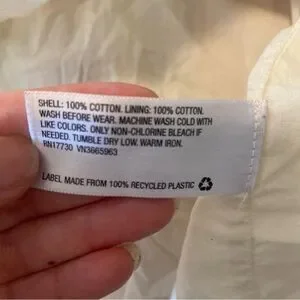 SHELL: 100% COTTON. LINING: 100% COTTON.
WASH BEFORE WEAR. MACHINE WASH COLD WITH
LIKE COLORS. ONLY NON-CHLORINE BLEACH IF
NEEDED. TUMBLE DRY LOW. WARM IRON.
RN17730 VN3665963
LABEL MADE FROM 100% RECYCLED PLASTIC